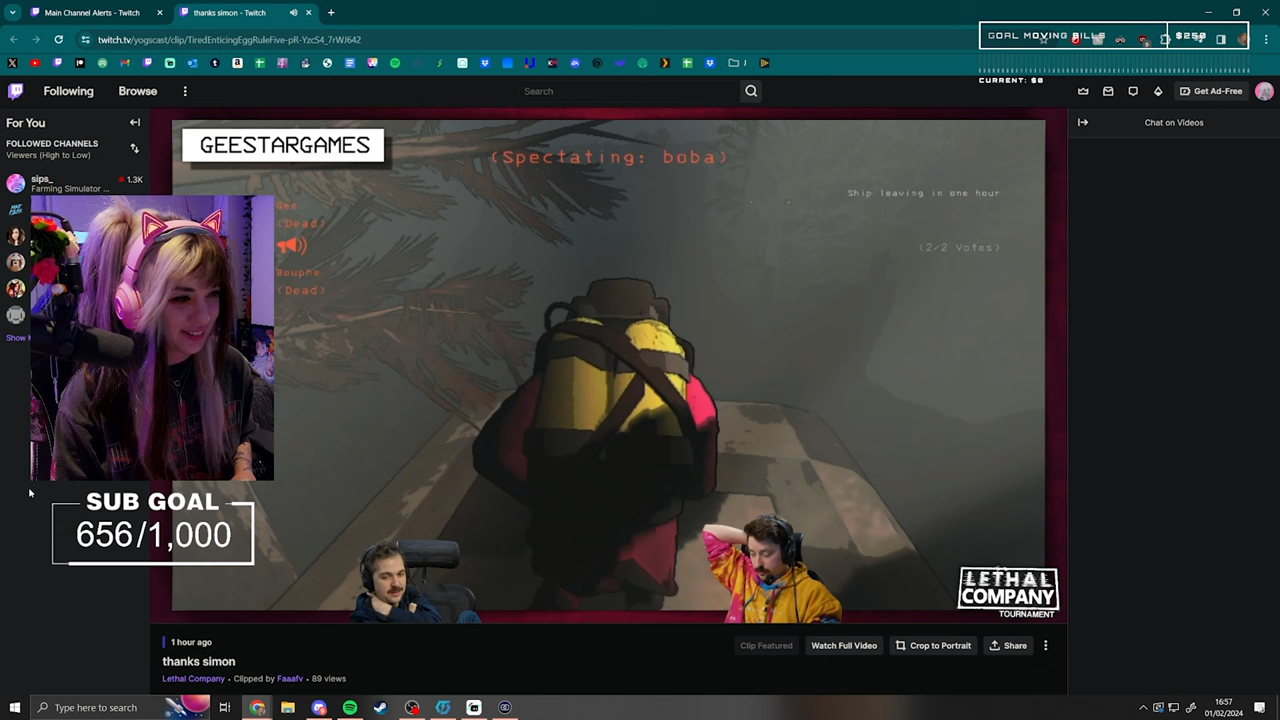 Main Channel Alerts - Twitch
thanks simon - Twitch
twitch.tv/yogscast/clip/TiredEnticingEggRuleFive-pR-YzcS4_7rWJ642
GOAL MOVING BILLS
$250
CURRENT: $0
Following
Browse
Search
Get Ad-Free
For You
FOLLOWED CHANNELS
Viewers (High to Low)
sips_
1.3K
Farming Simulator ...
Show
Chat on Videos
GEESTARGAMES
(Spectating: boba)
Ship leaving in one hour
(2/2 Votes)
Gee
(Dead)
Bouphe
(Dead)
SUB GOAL
656/1,000
LETHAL
COMPANY
TOURNAMENT
1 hour ago
thanks simon
Lethal Company • Clipped by Faaafv • 89 views
Clip Featured
Watch Full Video
Crop to Portrait
Share
Type here to search
16:57
01/02/2024